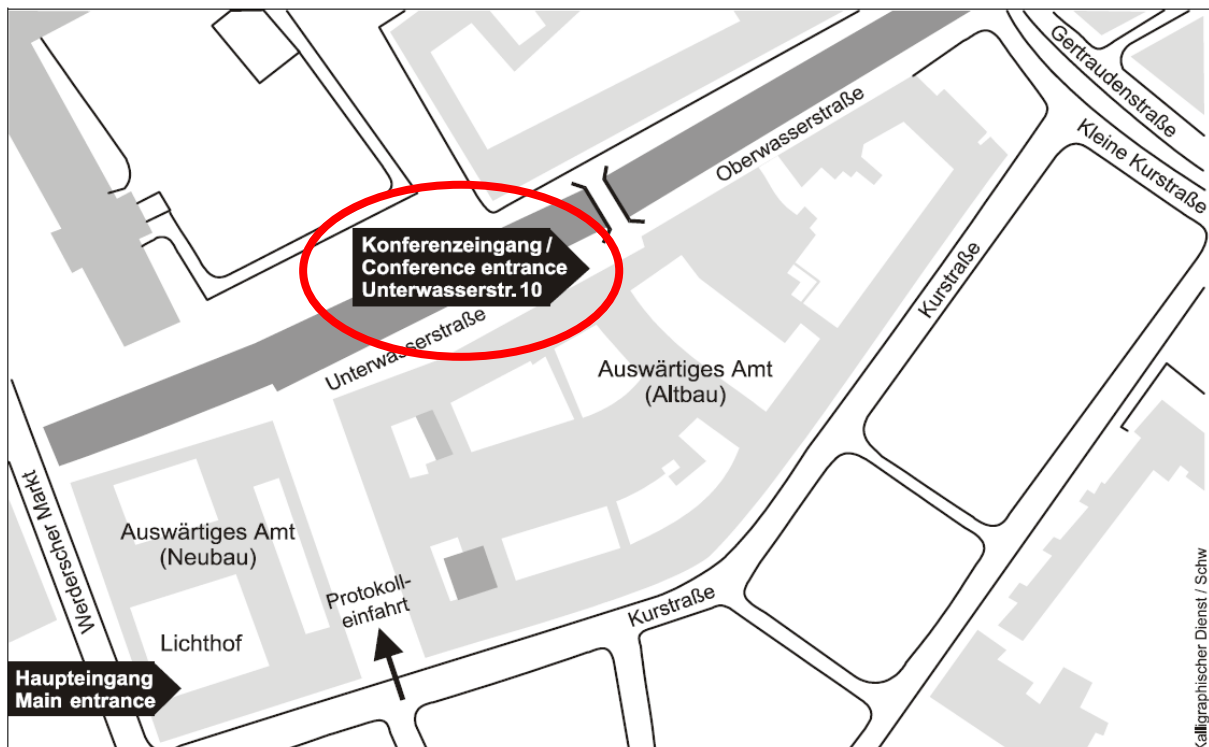 Gertraudenstraße
Kleine Kurstraße
Oberwasserstraße
Konferenzeingang /
Conference entrance
Unterwasserstr. 10
Kurstraße
Unterwasserstraße
Auswärtiges Amt
(Altbau)
Werderscher Markt
Auswärtiges Amt
(Neubau)
Protokoll-
einfahrt
Kurstraße
Lichthof
Haupteingang
Main entrance
Kalligraphischer Dienst / Schw